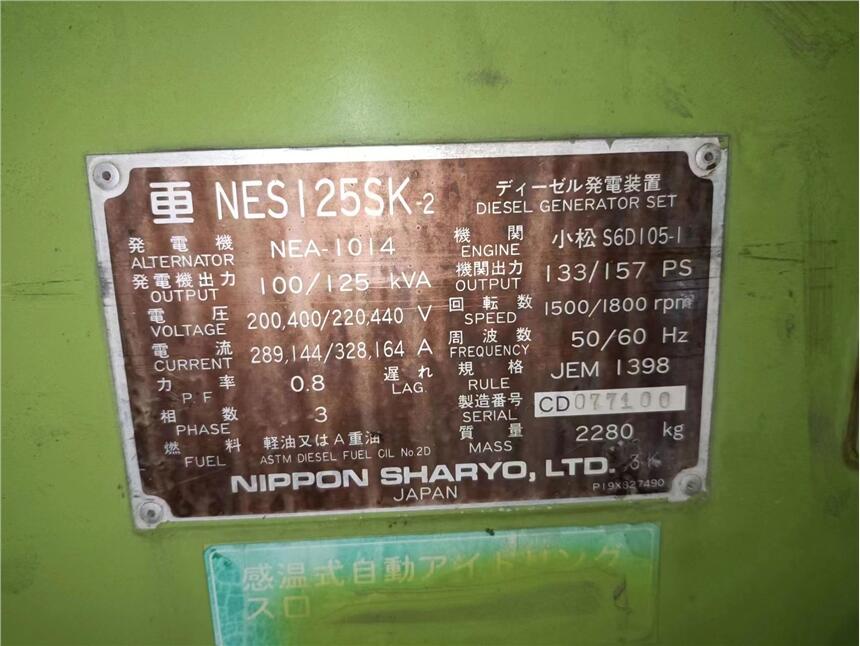 NES125SK-2 ディーゼル発電装置
DIESEL GENERATOR SET
発電機 NEA-1014
ALTERNATOR
機関 小松 S6D105-1
ENGINE
発電機出力 100/125 kVA
OUTPUT
機関出力 133/157 PS
OUTPUT
電圧 200,400/220,440 V
VOLTAGE
回転数 1500/1800 rpm
SPEED
電流 289,144/328,164 A
CURRENT
周波数 50/60 Hz
FREQUENCY
力率 0.8 遅れ
P.F LAG.
規格 JEM 1398
RULE
相数 3
PHASE
製造番号 CD077100
SERIAL
燃料 軽油又はA重油
FUEL ASTM DIESEL FUEL OIL No.2D
質量 2280 kg
MASS
NIPPON SHARYO, LTD.
JAPAN
P19X827490
感温式自動アイドリング
スロ